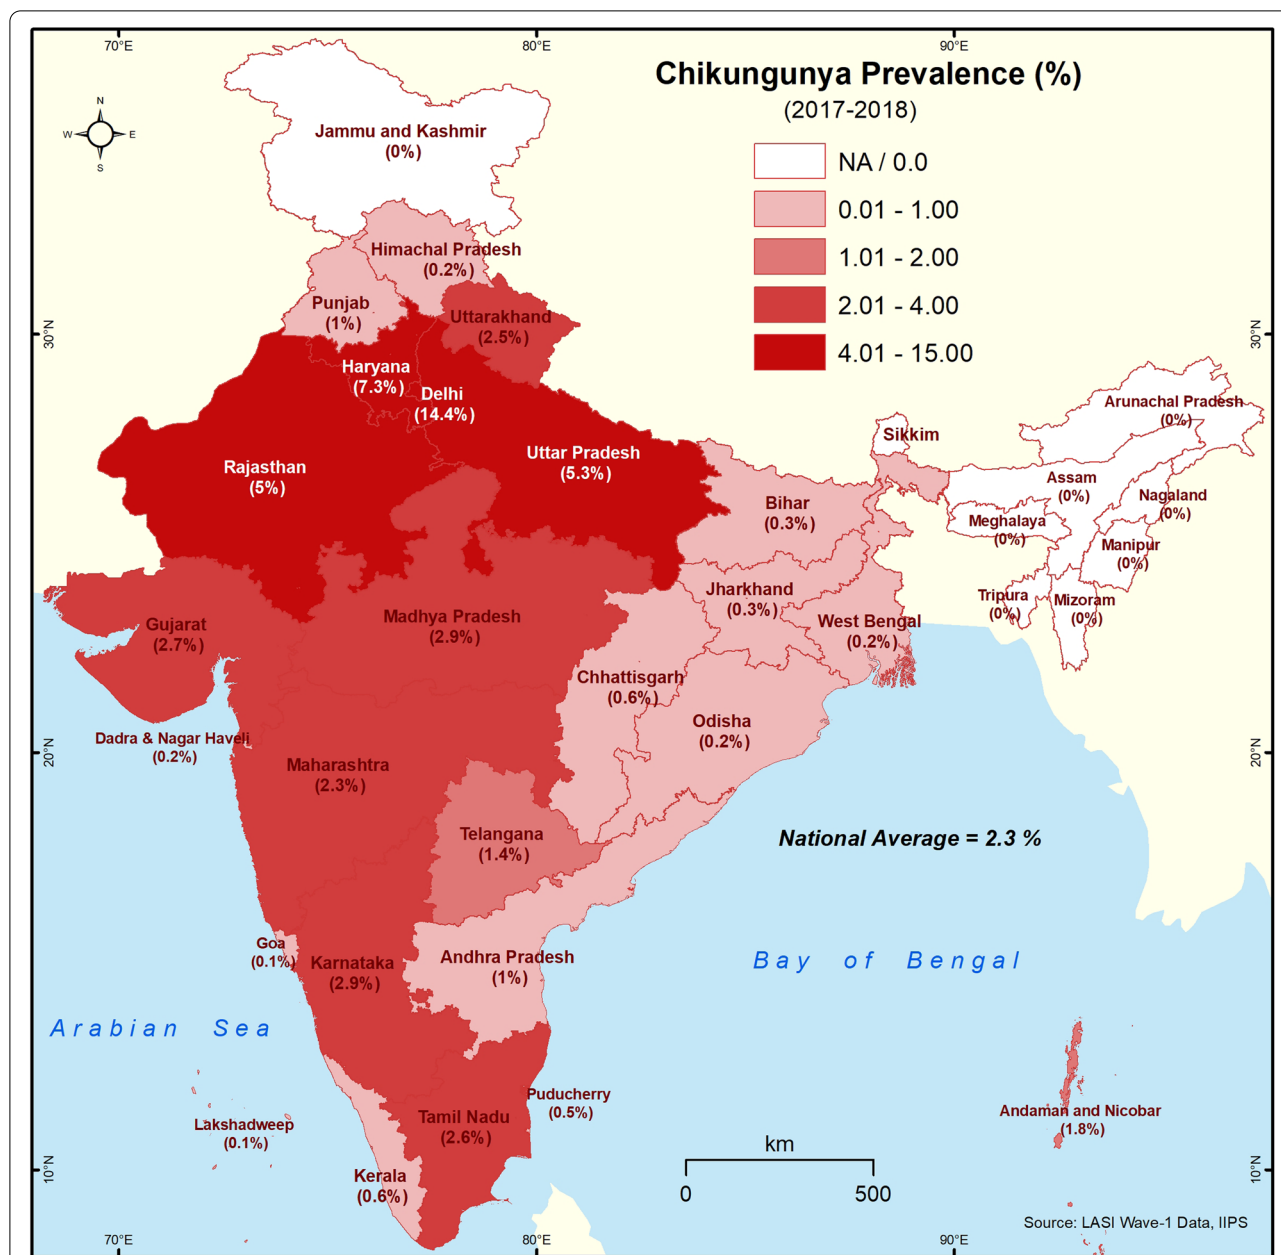 70°E
80°E
90°E
Chikungunya Prevalence (%)
(2017-2018)
NA / 0.0
0.01 - 1.00
1.01 - 2.00
2.01 - 4.00
4.01 - 15.00
N
W
E
S
Jammu and Kashmir
(0%)
Himachal Pradesh
(0.2%)
Punjab
(1%)
Uttarakhand
(2.5%)
30°N
30°N
Haryana
(7.3%)
Delhi
(14.4%)
Arunachal Pradesh
(0%)
Sikkim
Uttar Pradesh
(5.3%)
Rajasthan
(5%)
Assam
(0%)
Nagaland
(0%)
Bihar
(0.3%)
Meghalaya
(0%)
Manipur
(0%)
Jharkhand
(0.3%)
Tripura
(0%)
Mizoram
(0%)
Gujarat
(2.7%)
Madhya Pradesh
(2.9%)
West Bengal
(0.2%)
Chhattisgarh
(0.6%)
Odisha
(0.2%)
Dadra & Nagar Haveli
(0.2%)
20°N
20°N
Maharashtra
(2.3%)
Telangana
(1.4%)
National Average = 2.3 %
Goa
(0.1%)
Karnataka
(2.9%)
Andhra Pradesh
(1%)
Bay of Bengal
Arabian Sea
Puducherry
(0.5%)
Lakshadweep
(0.1%)
Tamil Nadu
(2.6%)
Andaman and Nicobar
(1.8%)
km
0
500
10°N
10°N
Kerala
(0.6%)
Source: LASI Wave-1 Data, IIPS
70°E
80°E
90°E